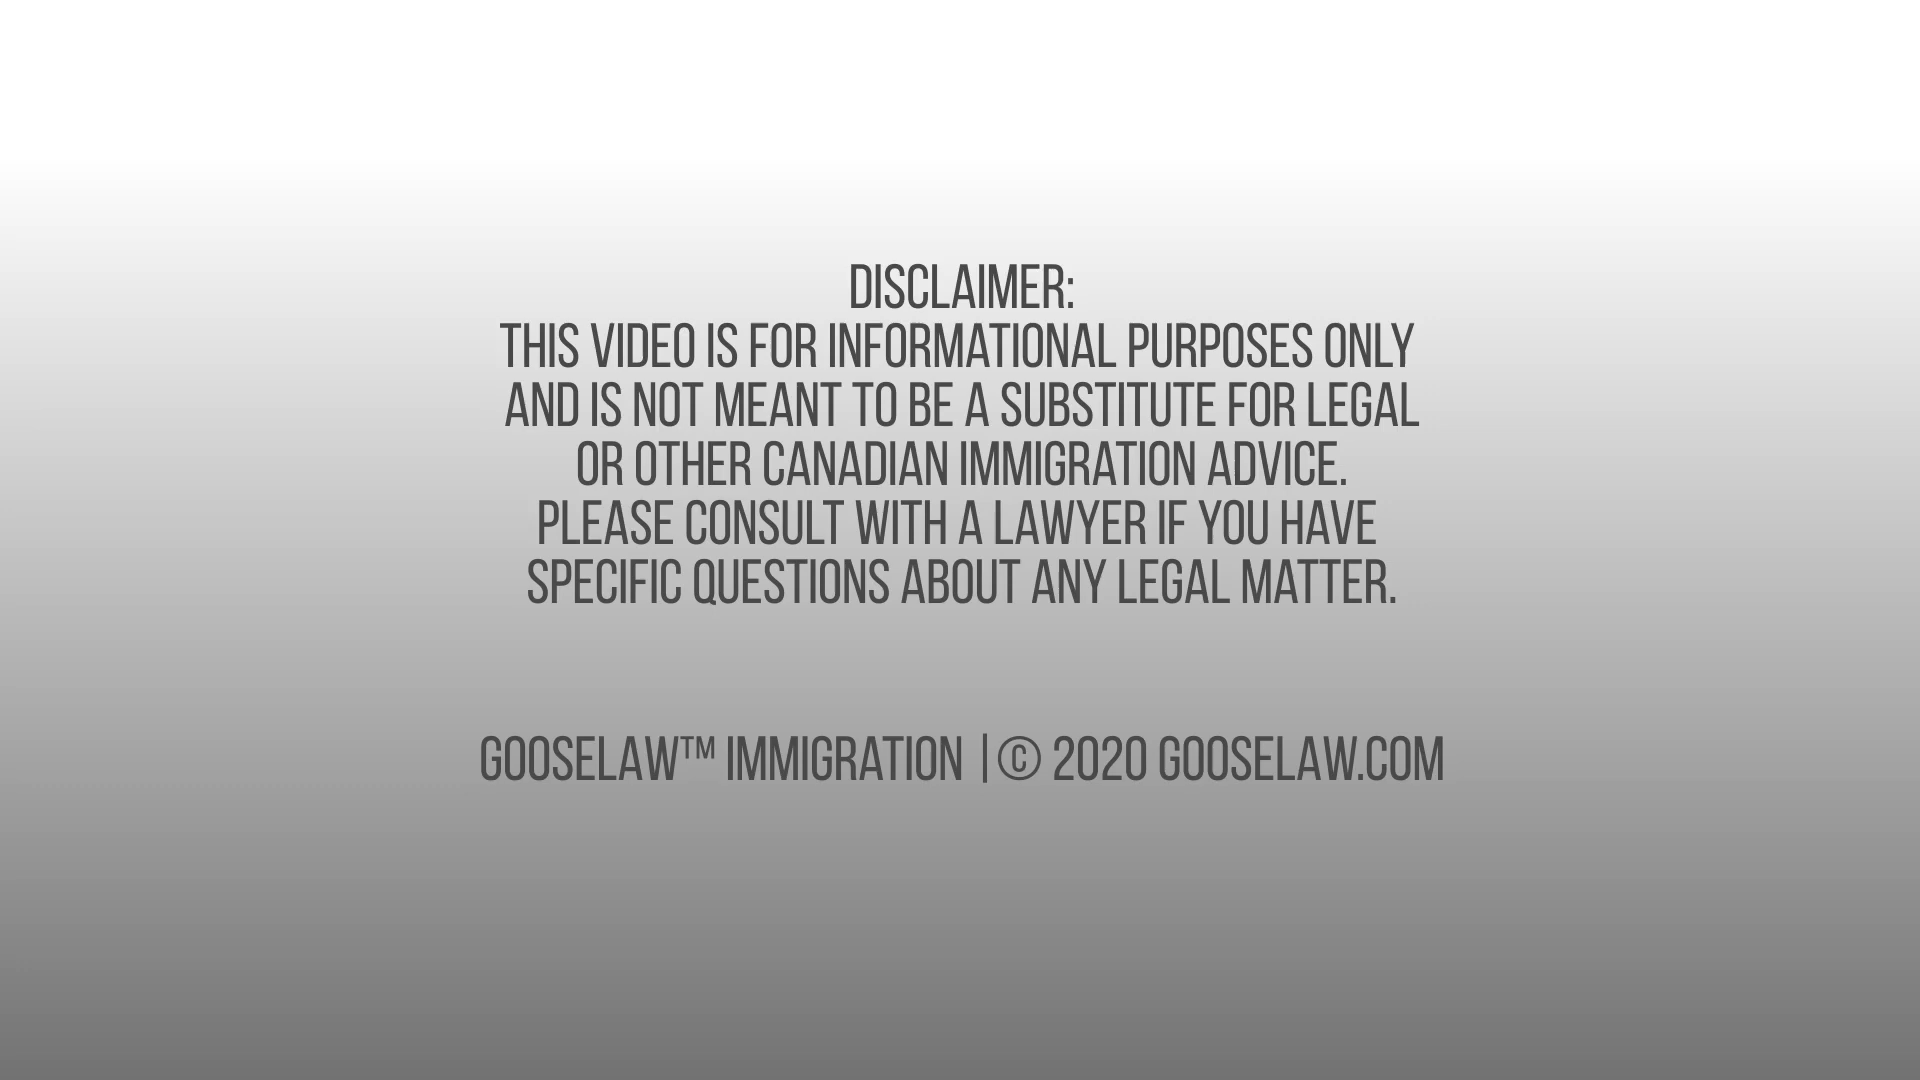 DISCLAIMER:
THIS VIDEO IS FOR INFORMATIONAL PURPOSES ONLY
AND IS NOT MEANT TO BE A SUBSTITUTE FOR LEGAL
OR OTHER CANADIAN IMMIGRATION ADVICE.
PLEASE CONSULT WITH A LAWYER IF YOU HAVE
SPECIFIC QUESTIONS ABOUT ANY LEGAL MATTER.
GOOSELAW™ IMMIGRATION |© 2020 GOOSELAW.COM